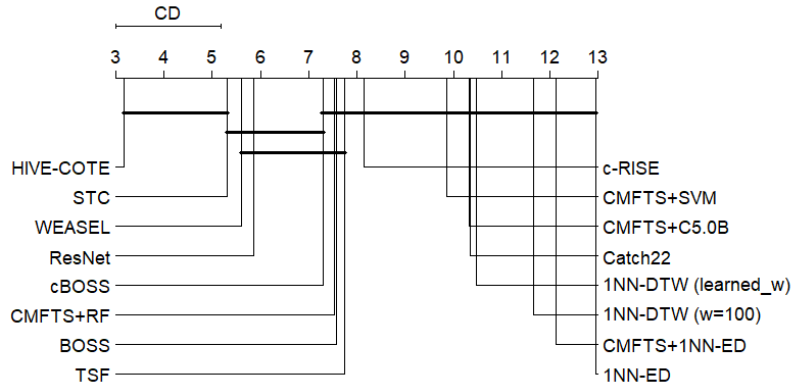 CD
3 4 5 6 7 8 9 10 11 12 13
HIVE-COTE
STC
WEASEL
ResNet
cBOSS
CMFTS+RF
BOSS
TSF
c-RISE
CMFTS+SVM
CMFTS+C5.0B
Catch22
1NN-DTW (learned_w)
1NN-DTW (w=100)
CMFTS+1NN-ED
1NN-ED